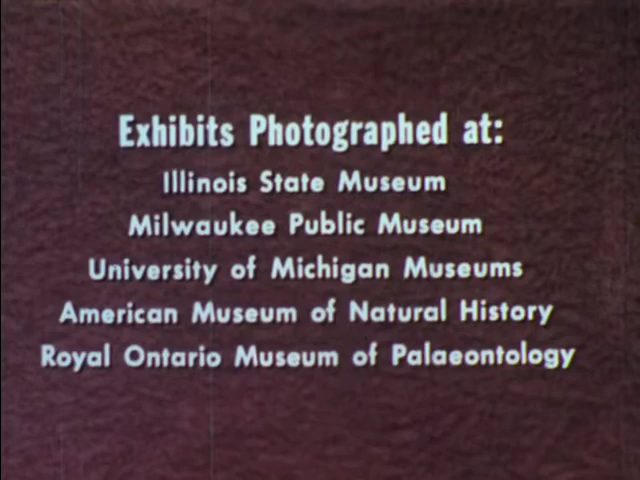 Exhibits Photographed at:
Illinois State Museum
Milwaukee Public Museum
University of Michigan Museums
American Museum of Natural History
Royal Ontario Museum of Palaeontology